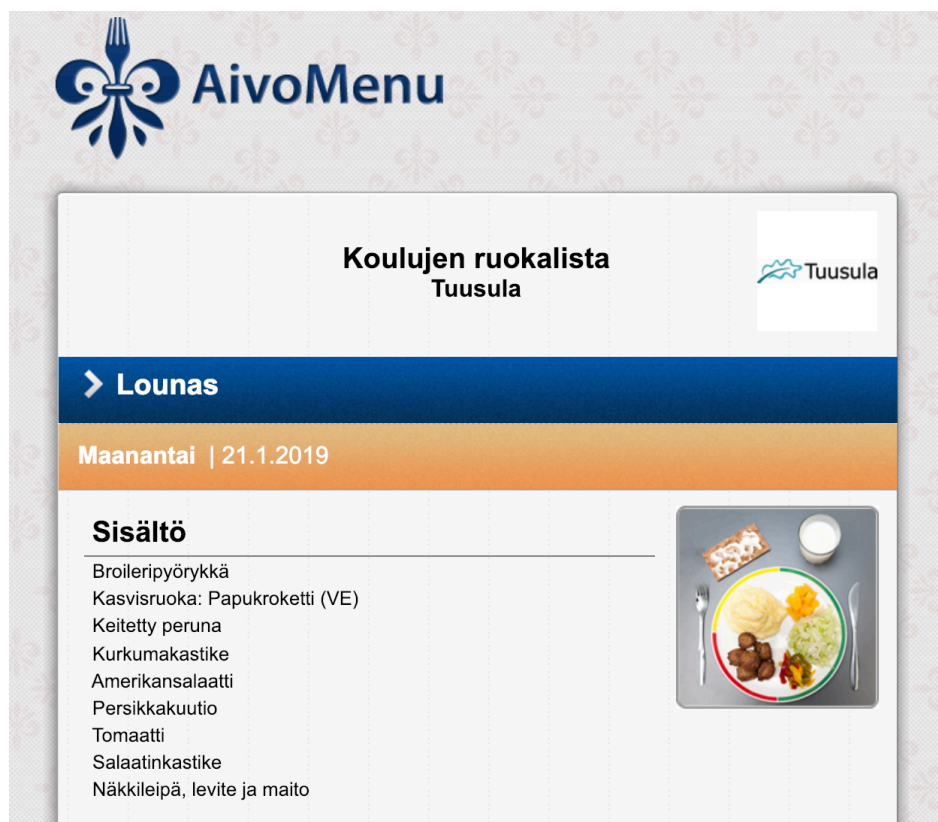 AivoMenu
Koulujen ruokalista
Tuusula
Tuusula
Lounas
Maanantai | 21.1.2019
Sisältö
Broileripyörykkä
Kasvisruoka: Papukroketti (VE)
Keitetty peruna
Kurkumakastike
Amerikansalaatti
Persikkakuutio
Tomaatti
Salaatinkastike
Näkkileipä, levite ja maito